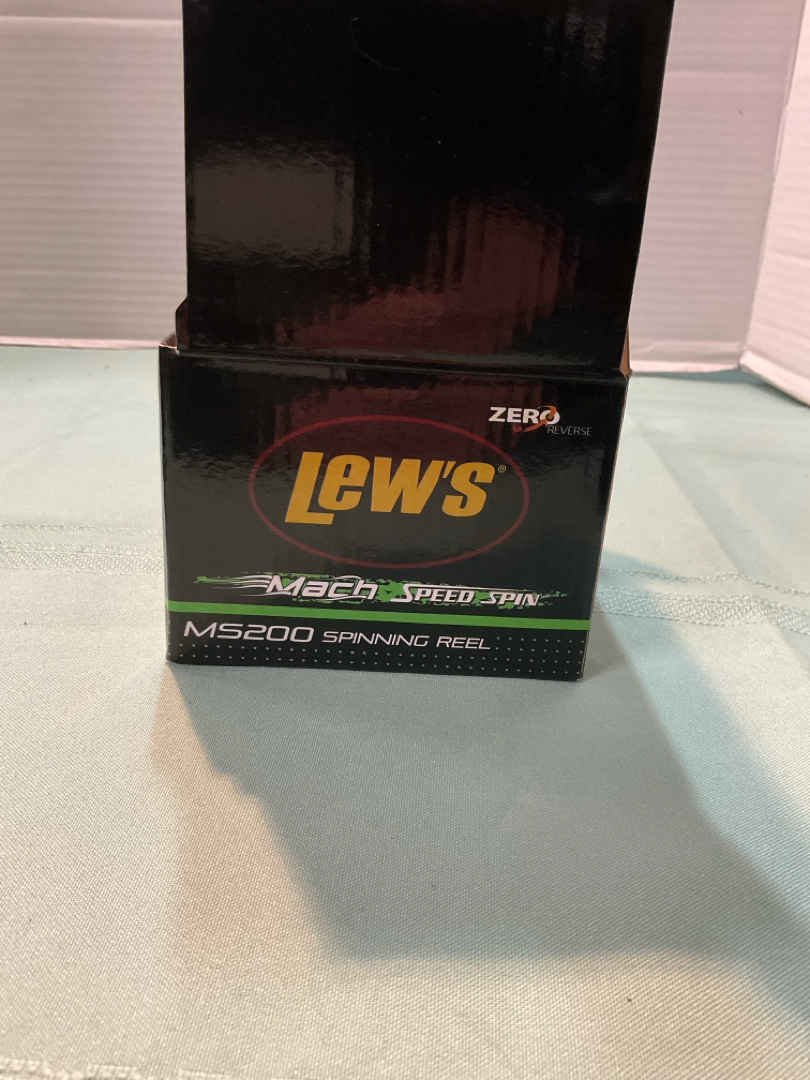 ZERO
REVERSE
Lew's®
Mach SPEED SPIN
MS200 SPINNING REEL